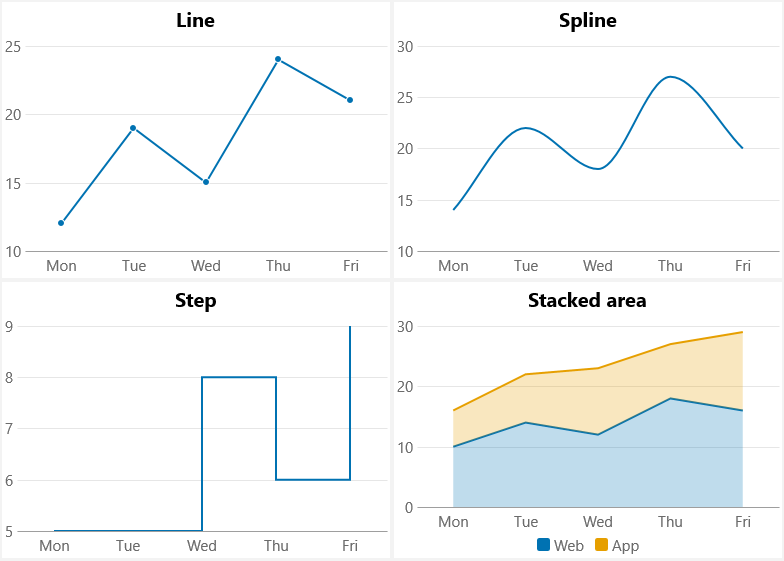 Line
25
20
15
10
Mon Tue Wed Thu Fri
Spline
30
25
20
15
10
Mon Tue Wed Thu Fri
Step
9
8
7
6
5
Mon Tue Wed Thu Fri
Stacked area
30
20
10
0
Mon Tue Wed Thu Fri
Web App